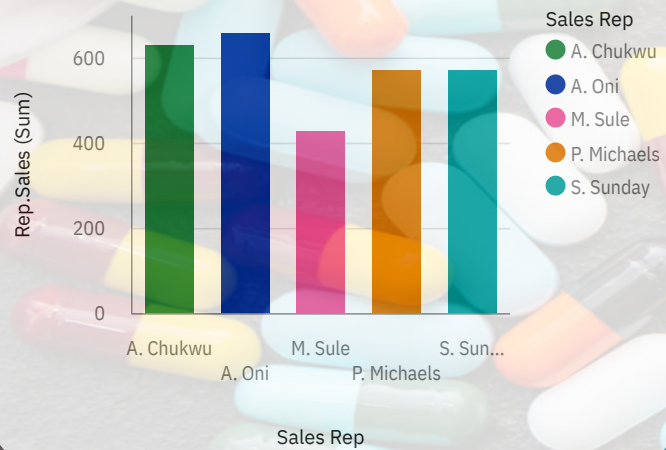 Rep.Sales (Sum)
600
400
200
0
A. Chukwu
A. Oni
M. Sule
P. Michaels
S. Sun...
Sales Rep
Sales Rep
A. Chukwu
A. Oni
M. Sule
P. Michaels
S. Sunday